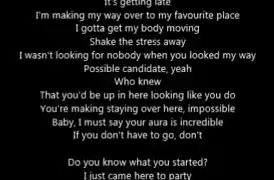 It's getting late
I'm making my way over to my favourite place
I gotta get my body moving
Shake the stress away
I wasn't looking for nobody when you looked my way
Possible candidate, yeah
Who knew
That you'd be up in here looking like you do
You're making staying over here, impossible
Baby, I must say your aura is incredible
If you don't have to go, don't
Do you know what you started?
I just came here to party